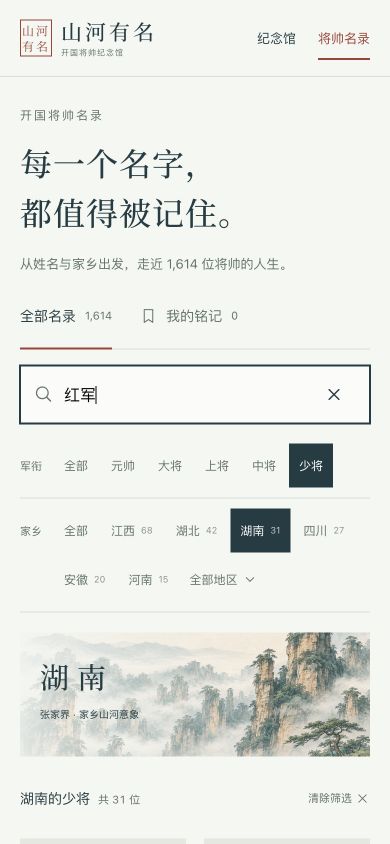 山河有名
山河
有名
开国将帅纪念馆
纪念馆 将帅名录
开国将帅名录
每一个名字，
都值得被记住。
从姓名与家乡出发，走近 1,614 位将帅的人生。
全部名录 1,614 我的铭记 0
红军
军衔 全部 元帅 大将 上将 中将 少将
家乡 全部 江西 68 湖北 42 湖南 31 四川 27
安徽 20 河南 15 全部地区
湖南
张家界 · 家乡山河意象
湖南的少将 共 31 位 清除筛选